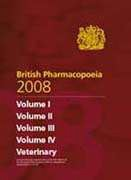 British Pharmacopoeia
2008
Volume I
Volume II
Volume III
Volume IV
Veterinary